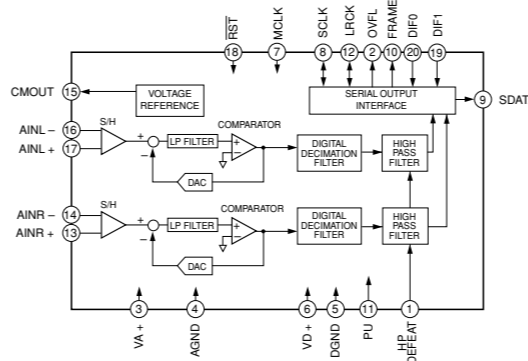 RST
MCLK
SCLK
LRCK
OVFL
FRAME
DIF0
DIF1
18
7
8
12
2
10
20
19
CMOUT 15
VOLTAGE
REFERENCE
SERIAL OUTPUT
INTERFACE
9 SDAT
AINL – 16
AINL + 17
S/H
+
–
LP FILTER
COMPARATOR
+
–
DAC
DIGITAL
DECIMATION
FILTER
HIGH
PASS
FILTER
AINR – 14
AINR + 13
S/H
+
–
LP FILTER
COMPARATOR
+
–
DAC
DIGITAL
DECIMATION
FILTER
HIGH
PASS
FILTER
3
4
6
5
11
1
VA +
AGND
VD +
DGND
PU
HP
DEFEAT